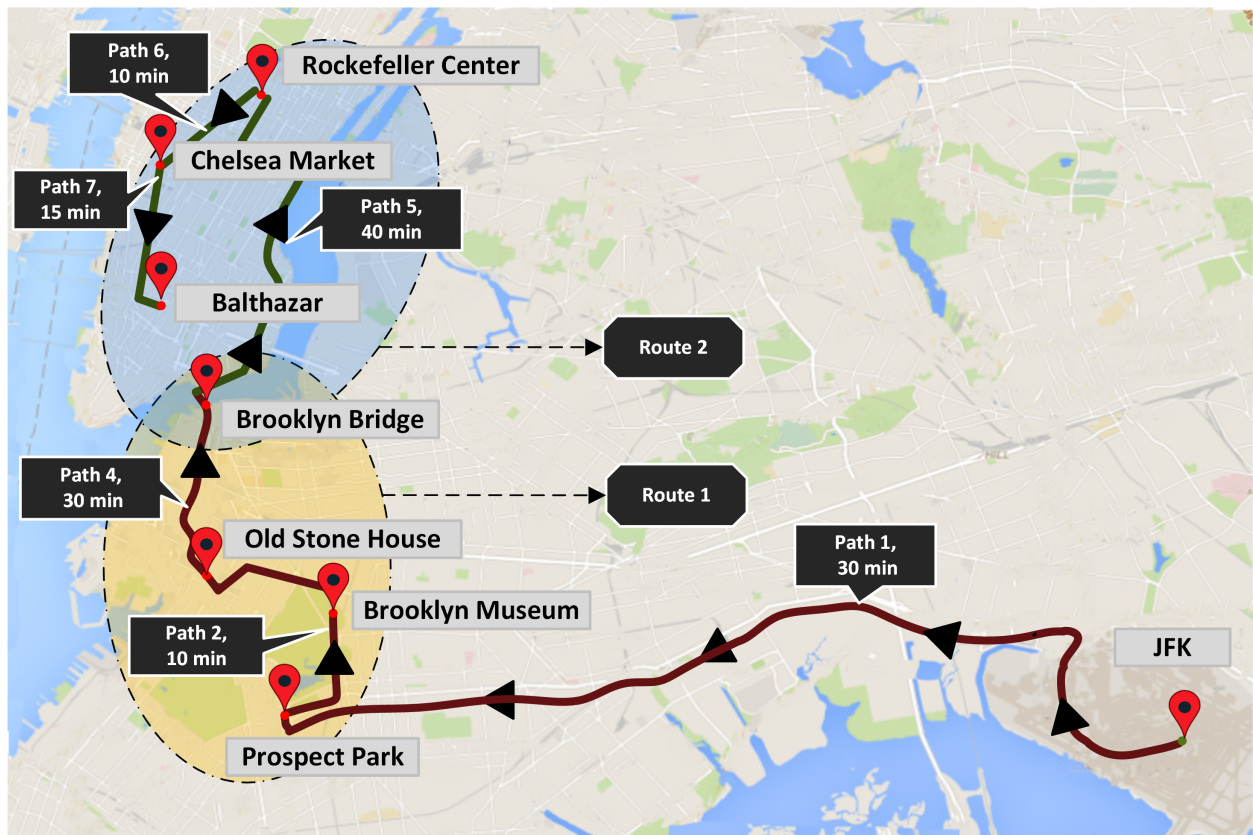 Path 6,
10 min
Rockefeller Center
Chelsea Market
Path 7,
15 min
Path 5,
40 min
Balthazar
Route 2
Brooklyn Bridge
Path 4,
30 min
Route 1
Old Stone House
Path 1,
30 min
Brooklyn Museum
Path 2,
10 min
JFK
Prospect Park
HILL